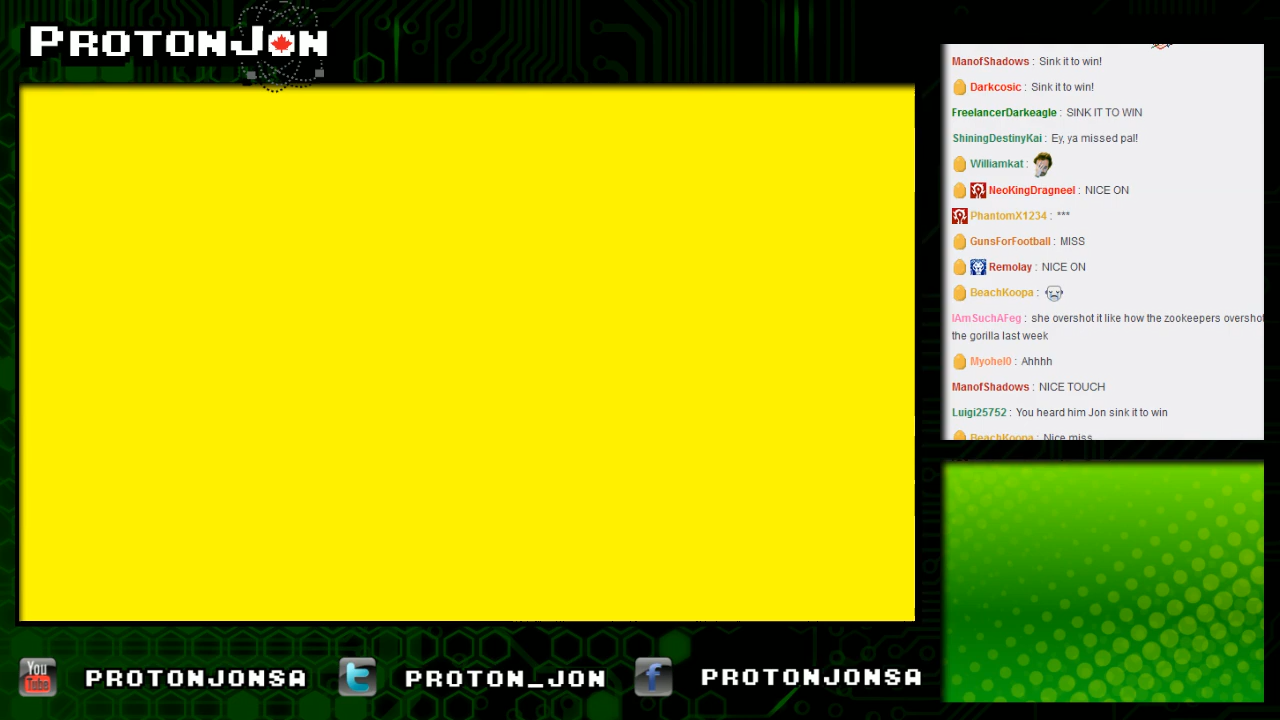 PROTONJON
ManofShadows : Sink it to win!
Darkcosic : Sink it to win!
FreelancerDarkeagle : SINK IT TO WIN
ShiningDestinyKai : Ey, ya missed pal!
Williamkat :
NeoKingDragneel : NICE ON
PhantomX1234 : ***
GunsForFootball : MISS
Remolay : NICE ON
BeachKoopa :
IAmSuchAFeg : she overshot it like how the zookeepers overshot
the gorilla last week
Myohel0 : Ahhhh
ManofShadows : NICE TOUCH
Luigi25752 : You heard him Jon sink it to win
BeachKoopa : Nice miss
You Tube PROTONJONSA t PROTON_JON f PROTONJONSA